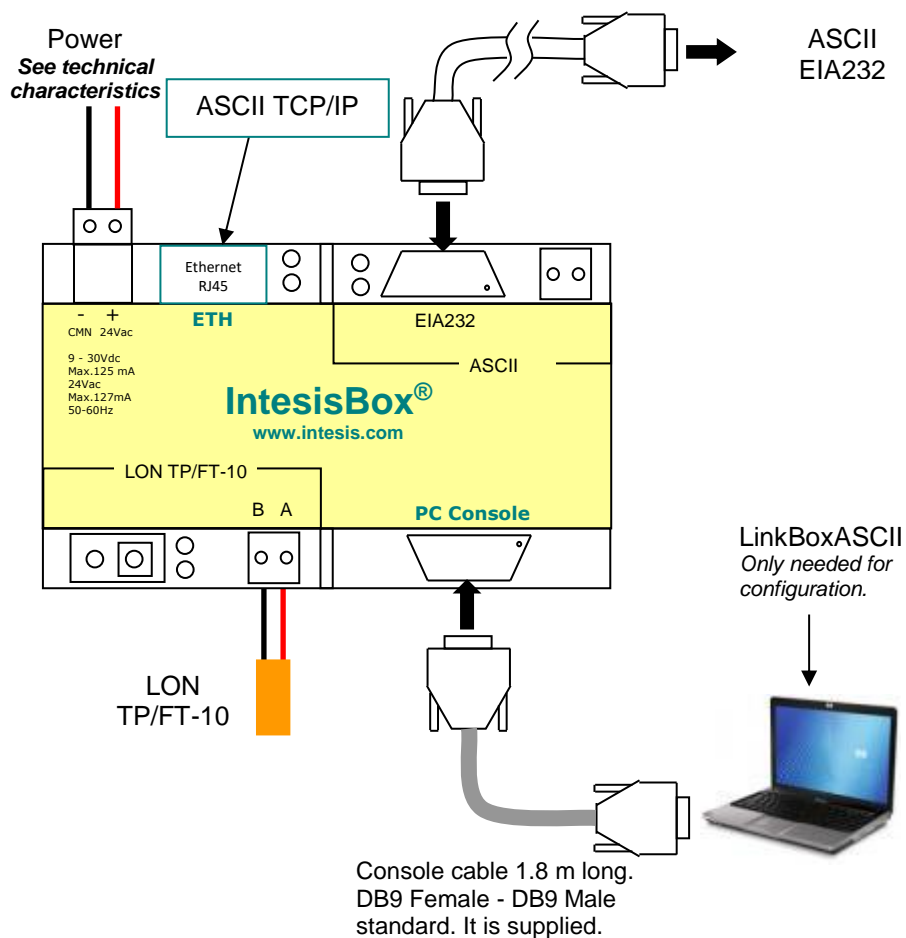 Power
See technical
characteristics
ASCII TCP/IP
ASCII
EIA232
Ethernet
RJ45
- +
CMN 24Vac
ETH
EIA232
ASCII
9 - 30Vdc
Max.125 mA
24Vac
Max.127mA
50-60Hz
IntesisBox®
www.intesis.com
LON TP/FT-10
B A
PC Console
LON
TP/FT-10
LinkBoxASCII
Only needed for
configuration.
Console cable 1.8 m long.
DB9 Female - DB9 Male
standard. It is supplied.